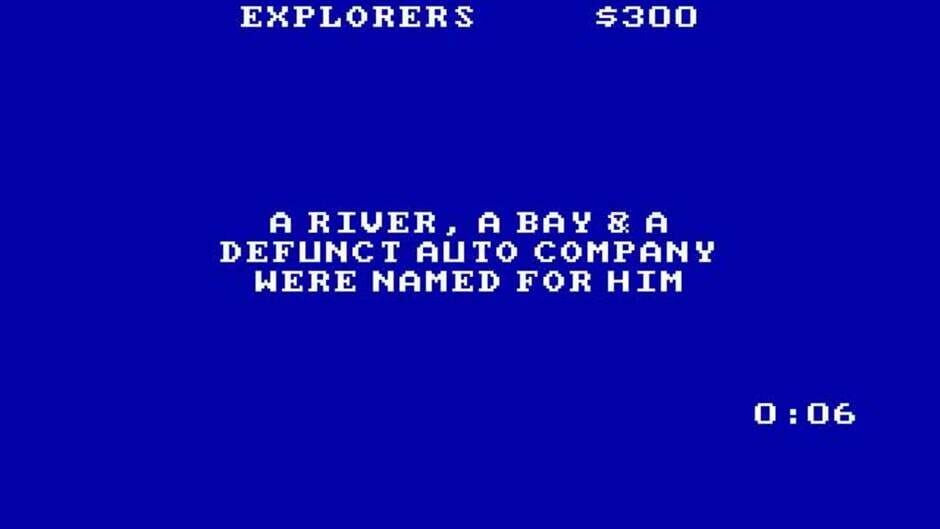 EXPLORERS $300
A RIVER, A BAY & A
DEFUNCT AUTO COMPANY
WERE NAMED FOR HIM
0:06